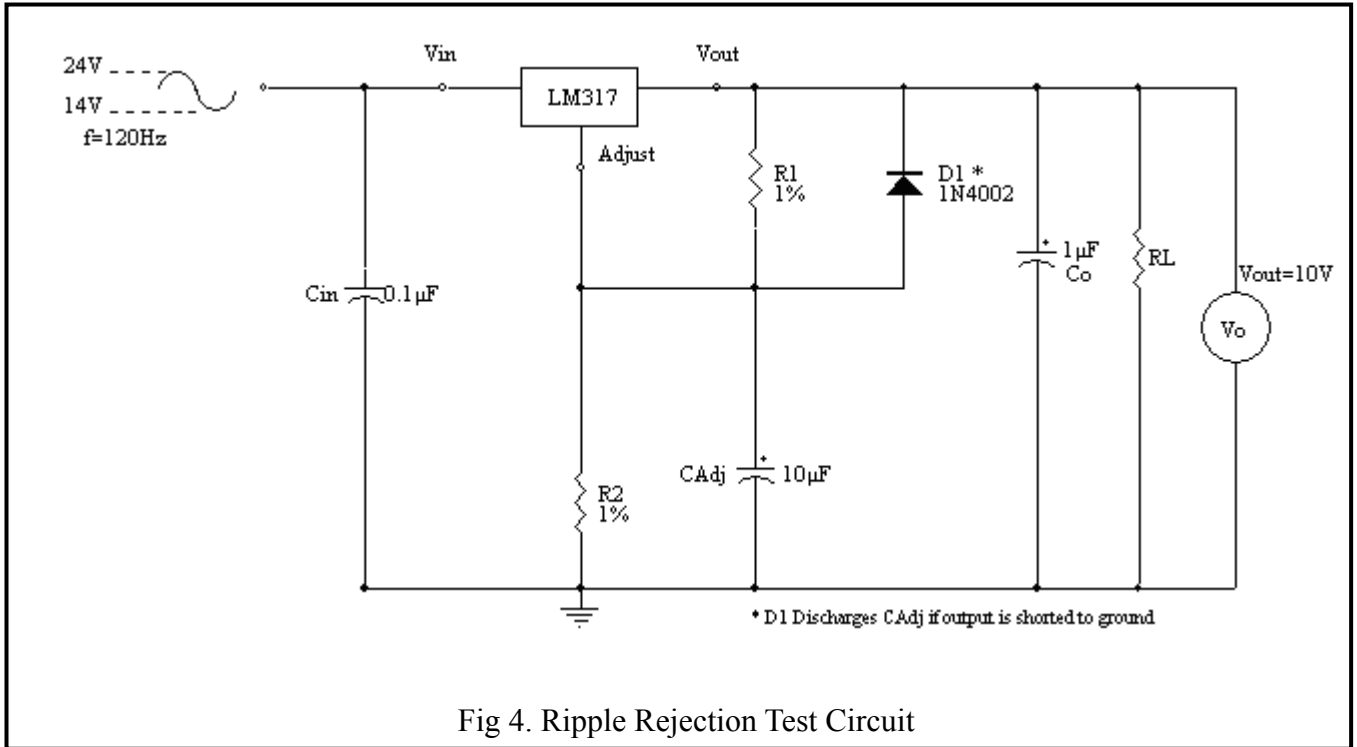 24V
14V
f=120Hz
Vin
LM317
Vout
Adjust
R1
1%
D1 *
1N4002
Cin
0.1µF
1µF
Co
RL
Vout=10V
Vo
R2
1%
CAdj
10µF
* D1 Discharges CAdj if output is shorted to ground
Fig 4. Ripple Rejection Test Circuit